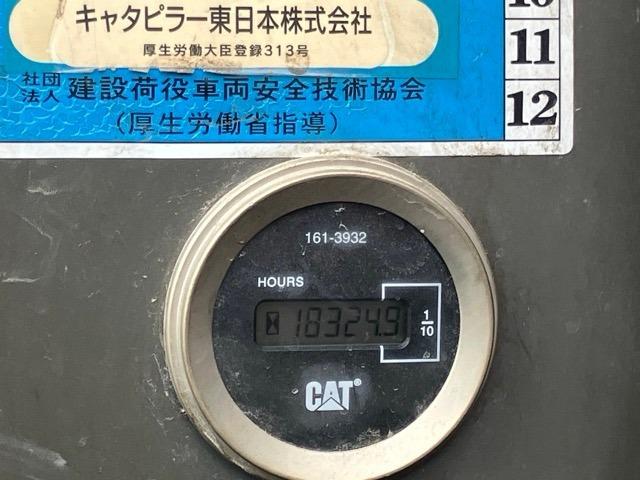 キャタピラー東日本株式会社
厚生労働大臣登録313号
社団法人 建設荷役車両安全技術協会
(厚生労働省指導)
10
11
12
161-3932
HOURS
18324.9
1/10
CAT®